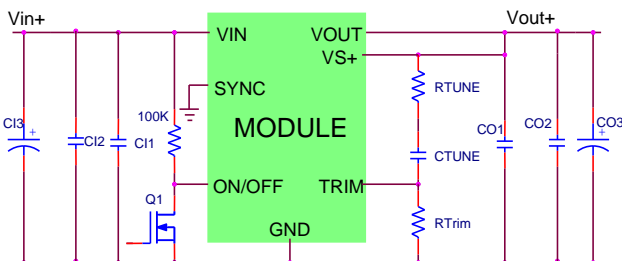 Vin+
Vout+
VIN
VOUT
VS+
SYNC
RTUNE
100K
MODULE
CO1
CO2
CO3
+
CI3
+
CI2
CI1
CTUNE
ON/OFF
TRIM
Q1
RTrim
GND